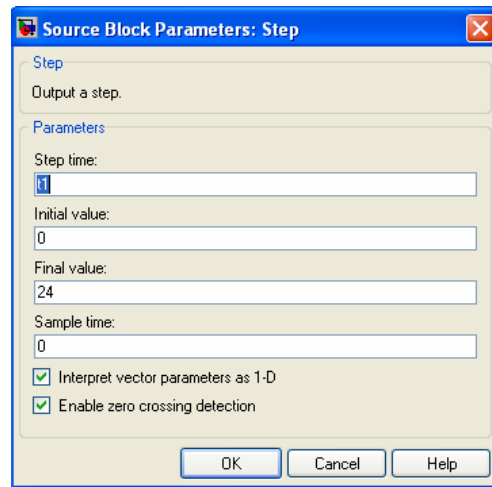 Source Block Parameters: Step
Step
Output a step.
Parameters
Step time:
t1
Initial value:
0
Final value:
24
Sample time:
0
Interpret vector parameters as 1-D
Enable zero crossing detection
OK Cancel Help